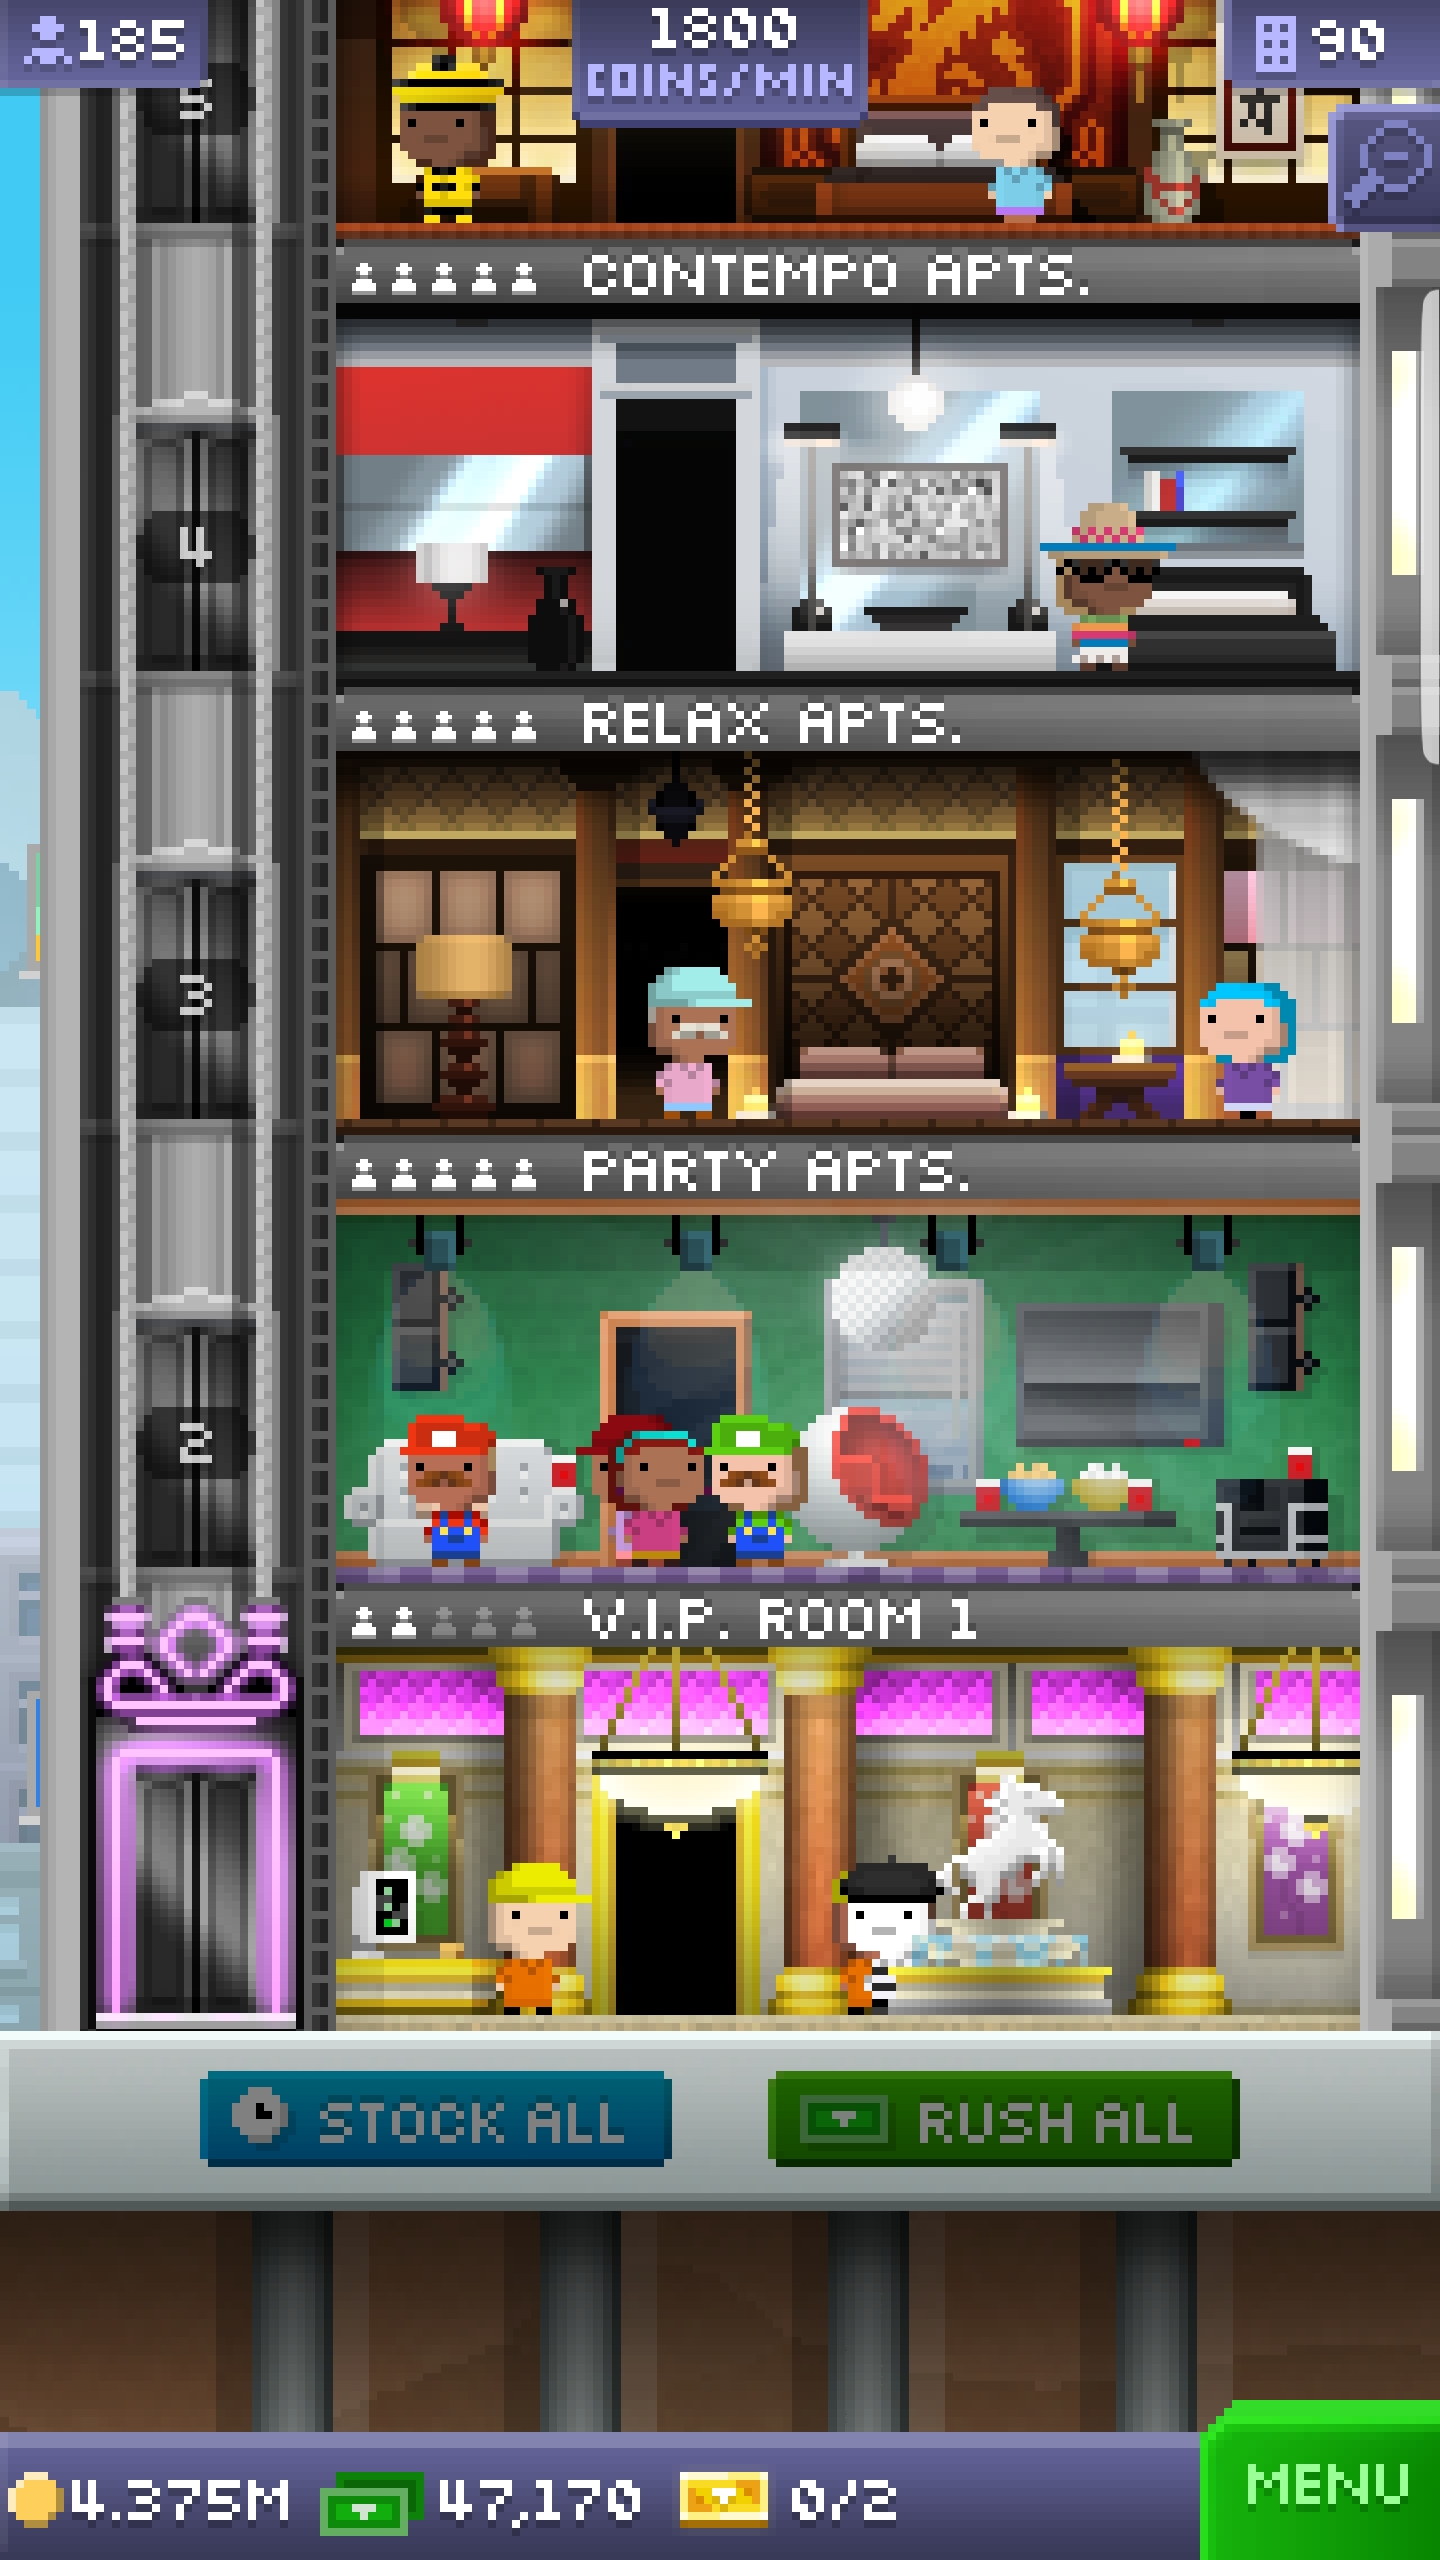 185
1800
COINS/MIN
90
5
CONTEMPO APTS.
4
RELAX APTS.
3
PARTY APTS.
2
V.I.P. ROOM 1
STOCK ALL
RUSH ALL
4.375M
47,170
0/2
MENU